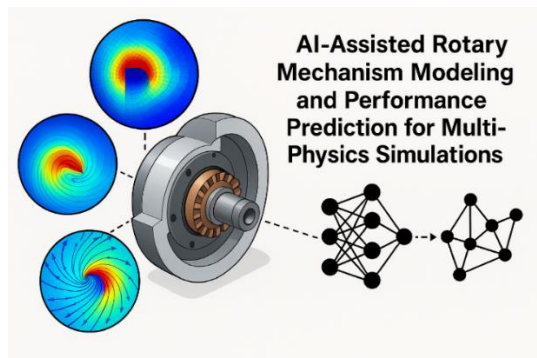 AI-Assisted Rotary
Mechanism Modeling
and Performance
Prediction for Multi-
Physics Simulations